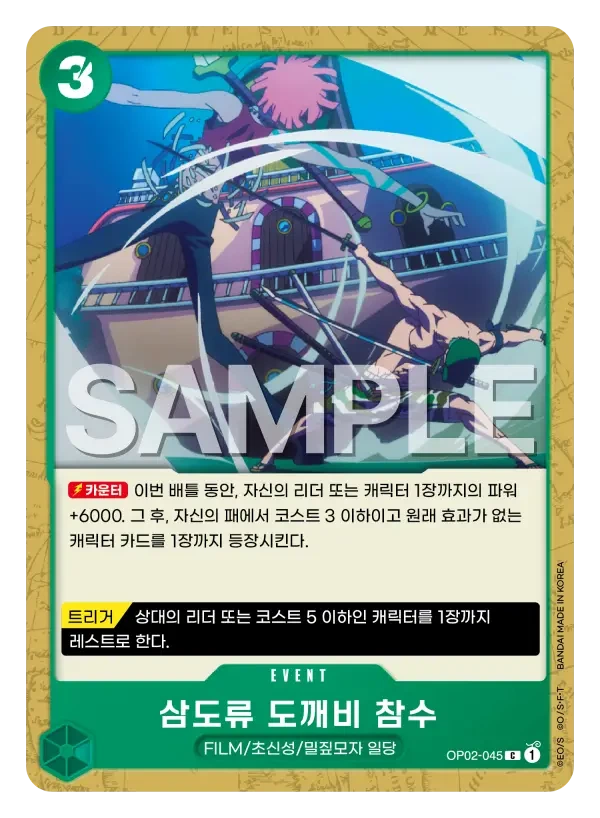 3
SAMPLE
카운터 이번 배틀 동안, 자신의 리더 또는 캐릭터 1장까지의 파워
+6000. 그 후, 자신의 패에서 코스트 3 이하이고 원래 효과가 없는
캐릭터 카드를 1장까지 등장시킨다.
트리거 상대의 리더 또는 코스트 5 이하인 캐릭터를 1장까지
레스트로 한다.
EVENT
삼도류 도깨비 참수
FILM/초신성/밀짚모자 일당
OP02-045 C 1
©EO/S ©O/S·F·T BANDAI MADE IN KOREA